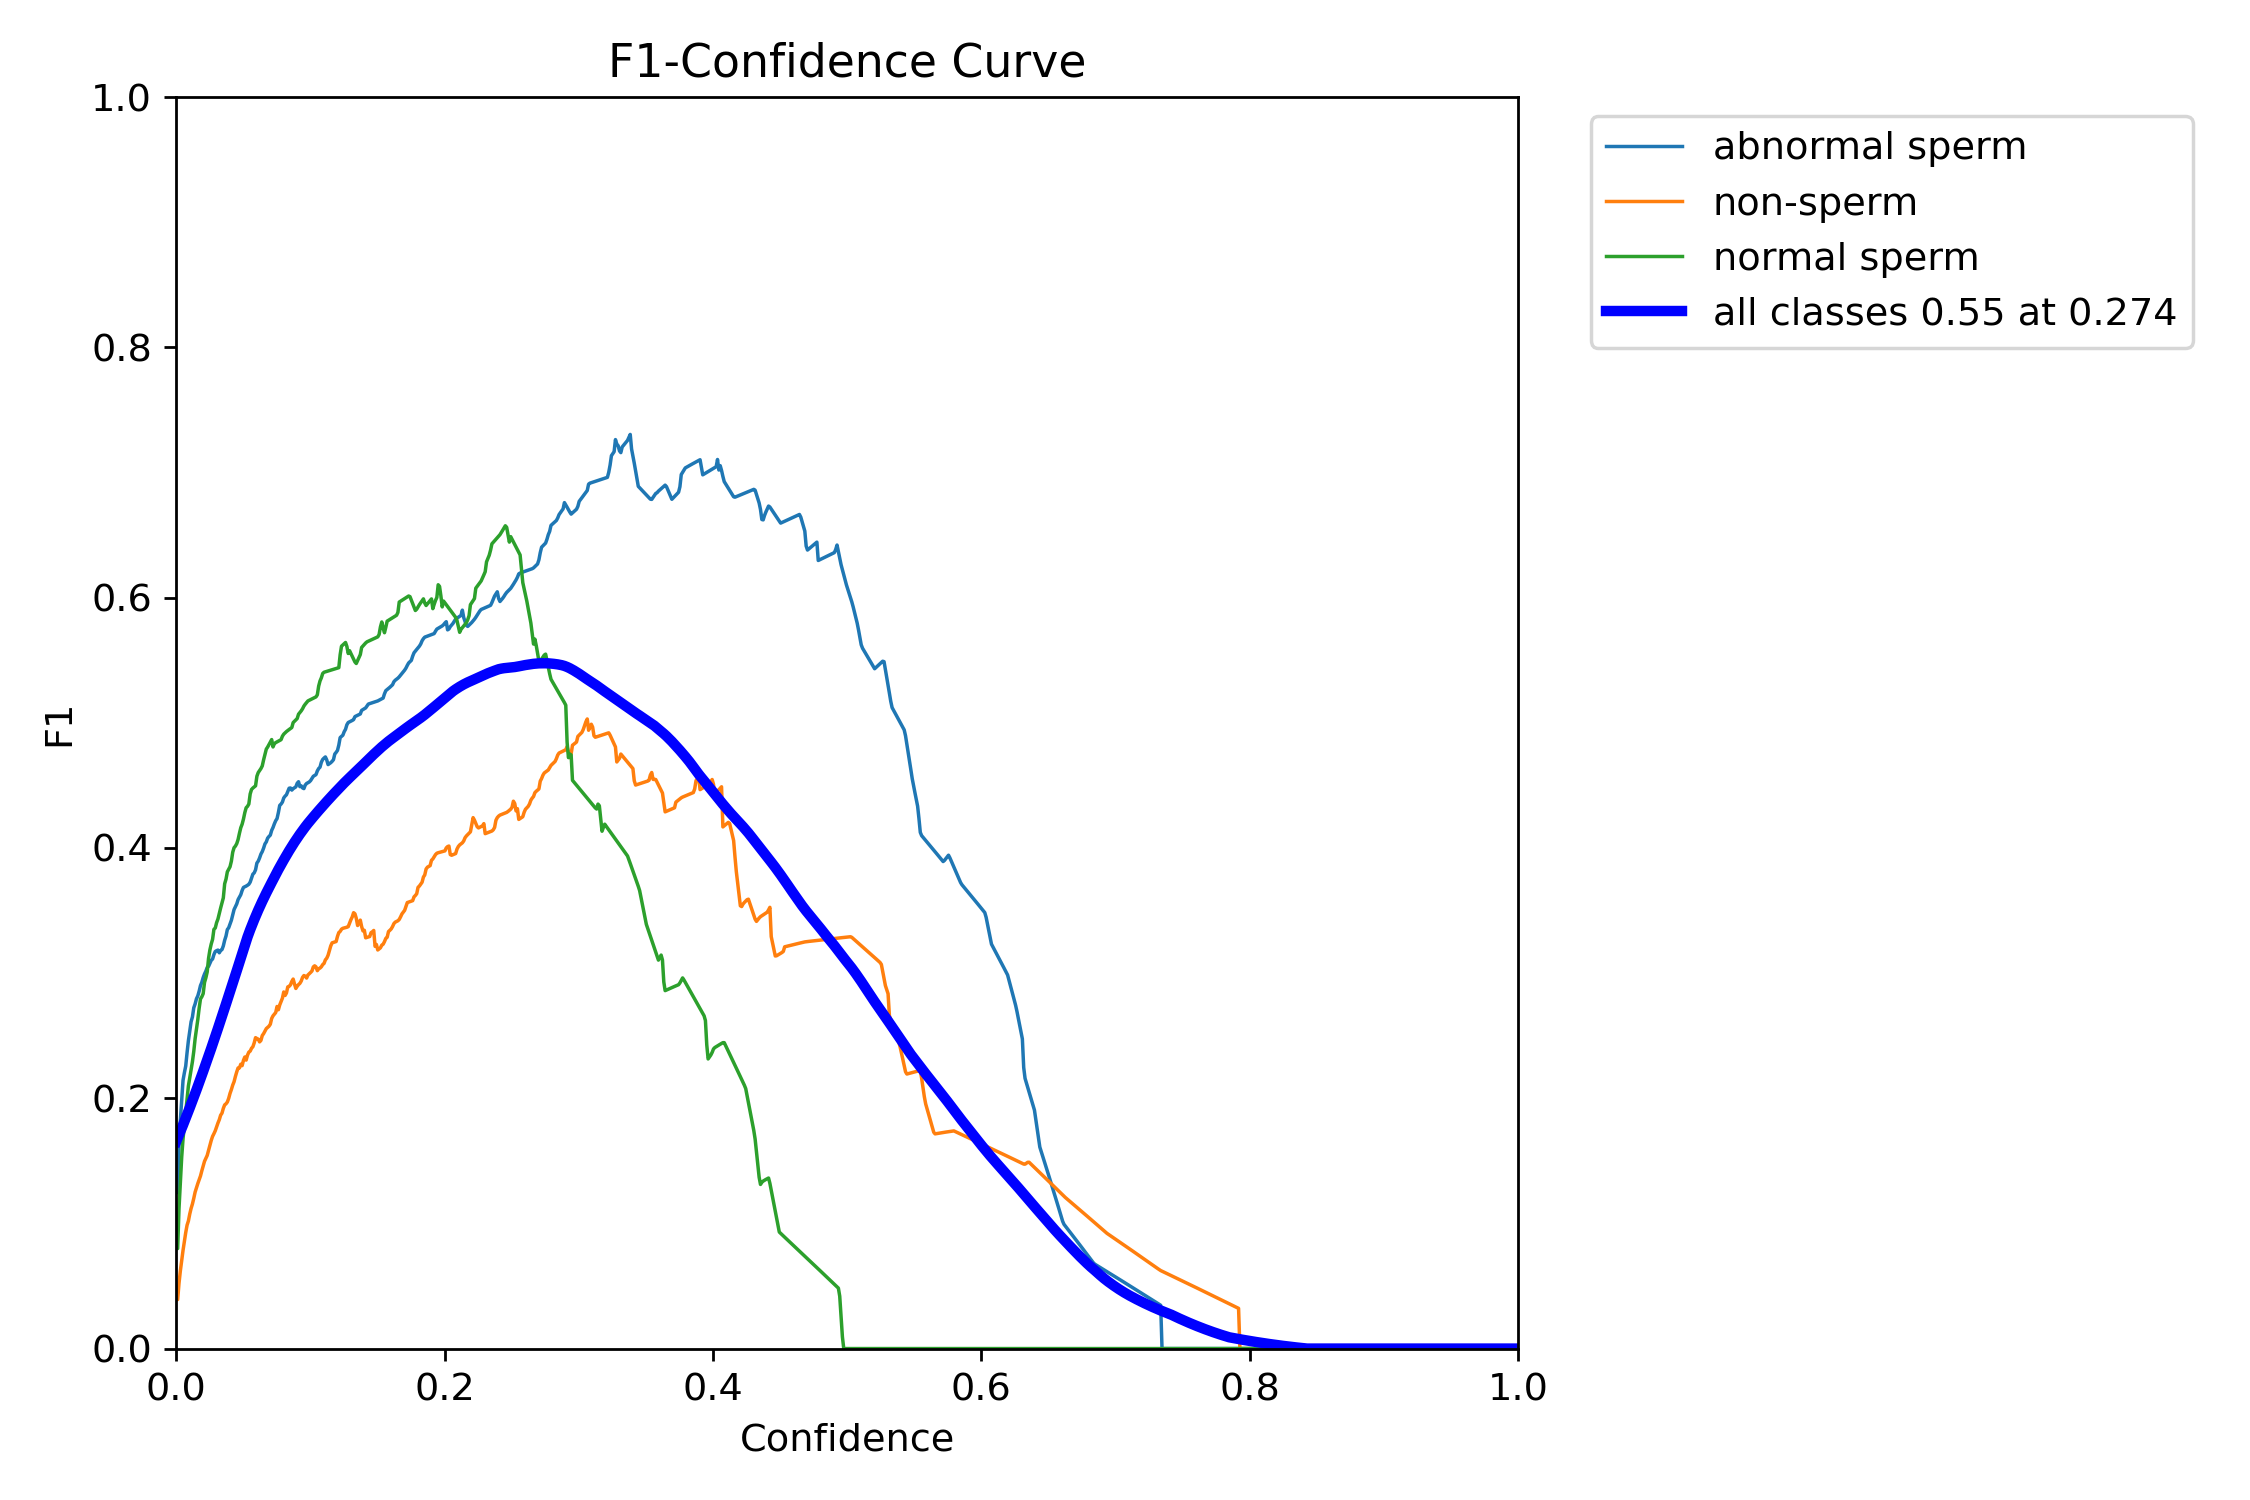 F1-Confidence Curve
1.0
0.8
0.6
0.4
0.2
0.0
F1
0.0 0.2 0.4 0.6 0.8 1.0
Confidence
abnormal sperm
non-sperm
normal sperm
all classes 0.55 at 0.274